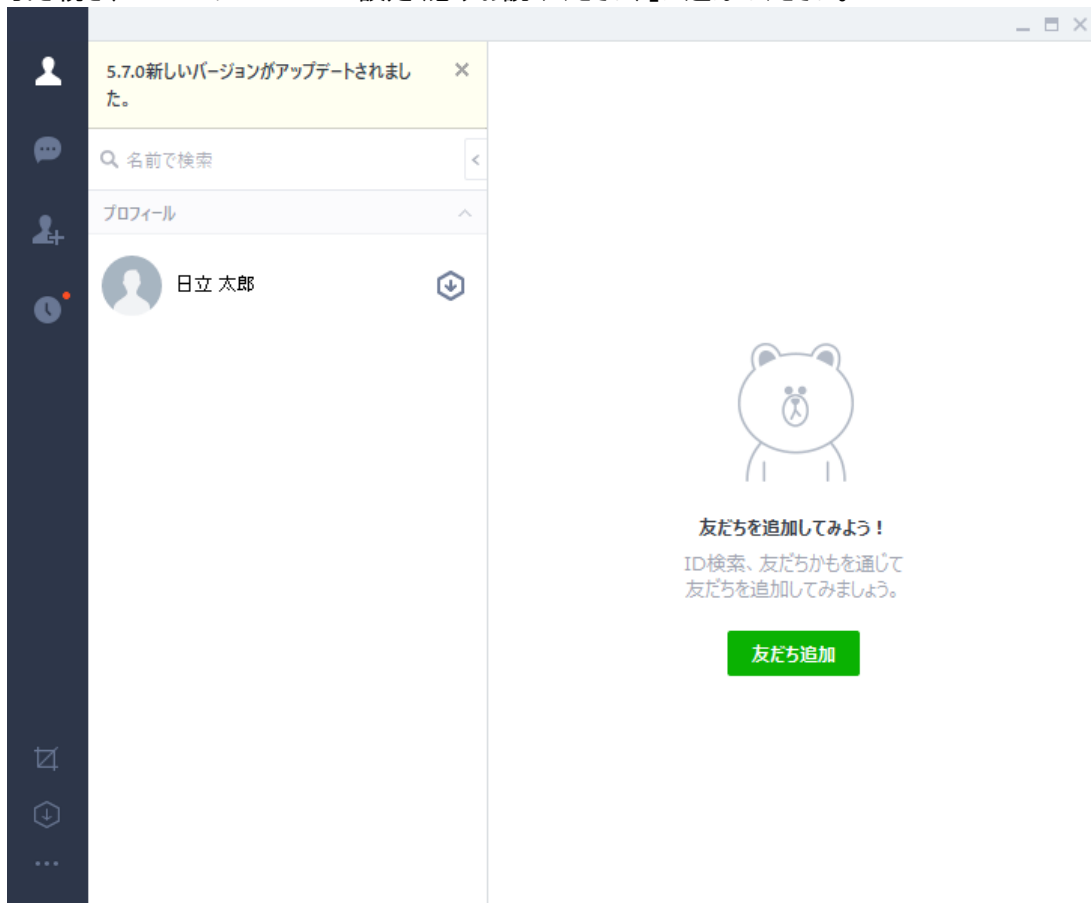 5.7.0新しいバージョンがアップデートされまし
た。
名前で検索
プロフィール
日立 太郎
友だちを追加してみよう！
ID検索、友だちかもを通じて
友だちを追加してみましょう。
友だち追加